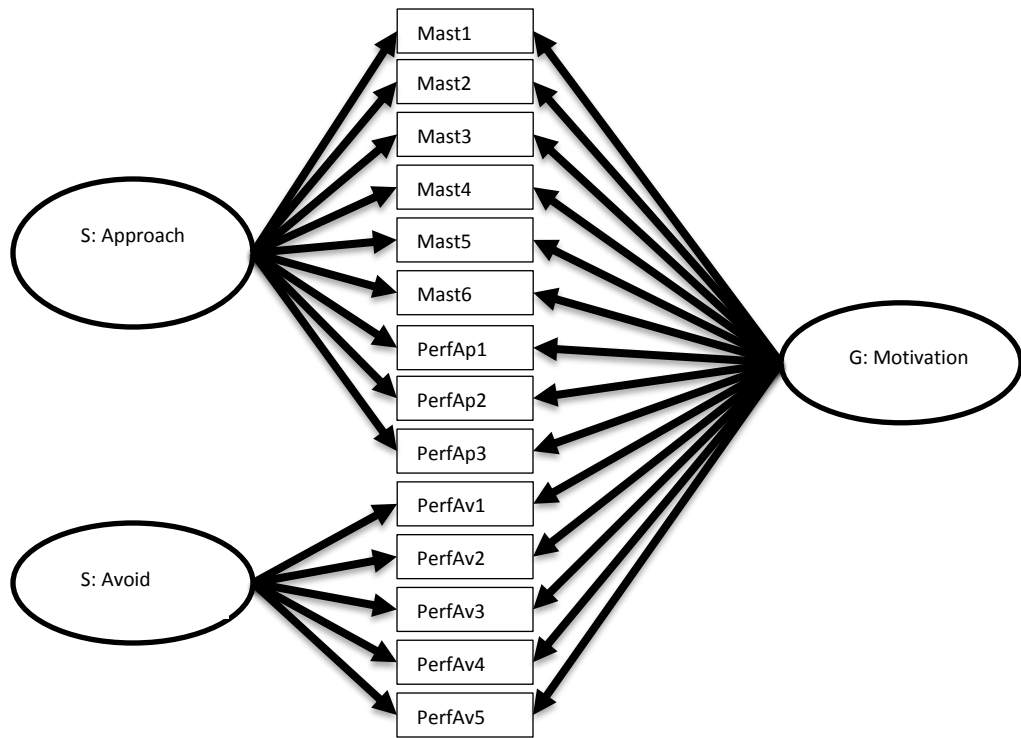 Mast1
Mast2
Mast3
Mast4
S: Approach
Mast5
Mast6
PerfAp1
G: Motivation
PerfAp2
PerfAp3
PerfAv1
PerfAv2
S: Avoid
PerfAv3
PerfAv4
PerfAv5